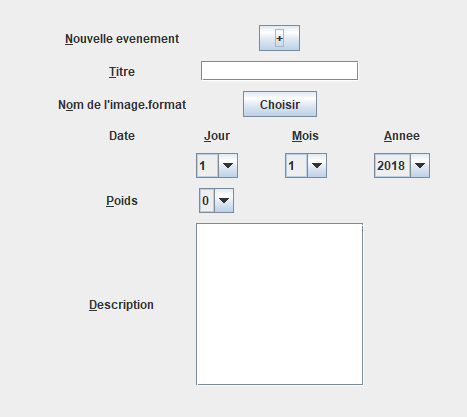 Nouvelle evenement +
Titre
Nom de l'image.format Choisir
Date Jour Mois Annee
1 1 2018
Poids 0
Description